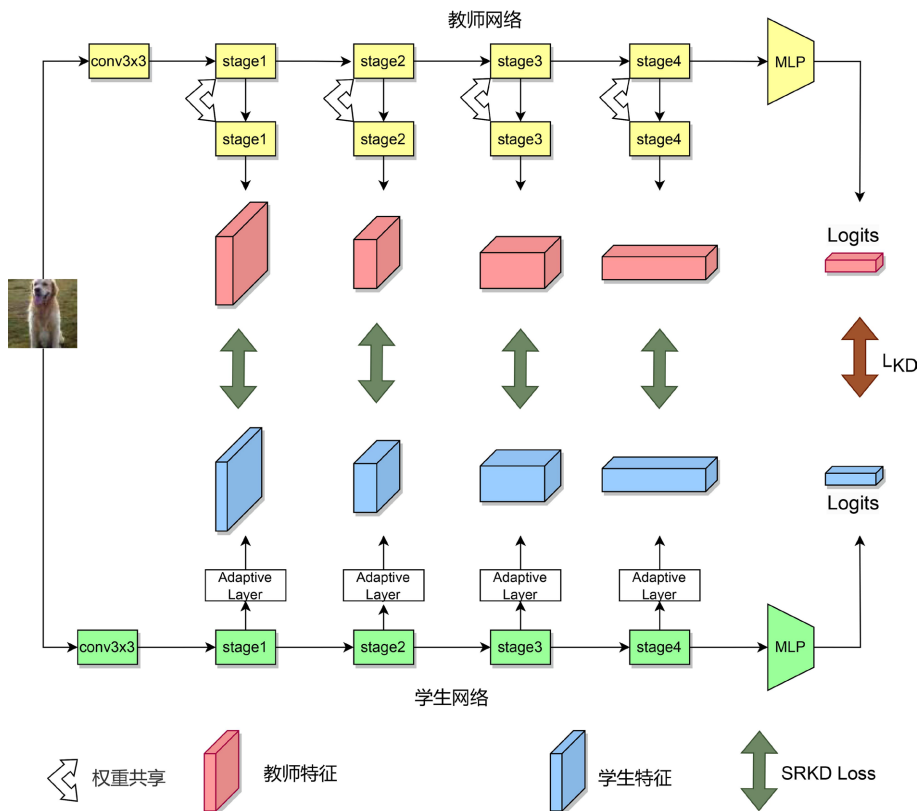 教师网络
conv3x3
stage1
stage2
stage3
stage4
MLP
stage1
stage2
stage3
stage4
Logits
LKD
Logits
Adaptive
Layer
Adaptive
Layer
Adaptive
Layer
Adaptive
Layer
conv3x3
stage1
stage2
stage3
stage4
MLP
学生网络
权重共享
教师特征
学生特征
SRKD Loss